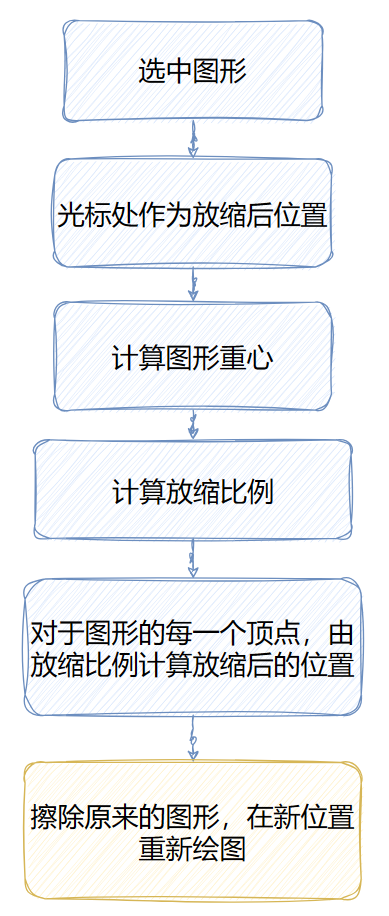 选中图形
光标处作为放缩后位置
计算图形重心
计算放缩比例
对于图形的每一个顶点，由
放缩比例计算放缩后的位置
擦除原来的图形，在新位置
重新绘图